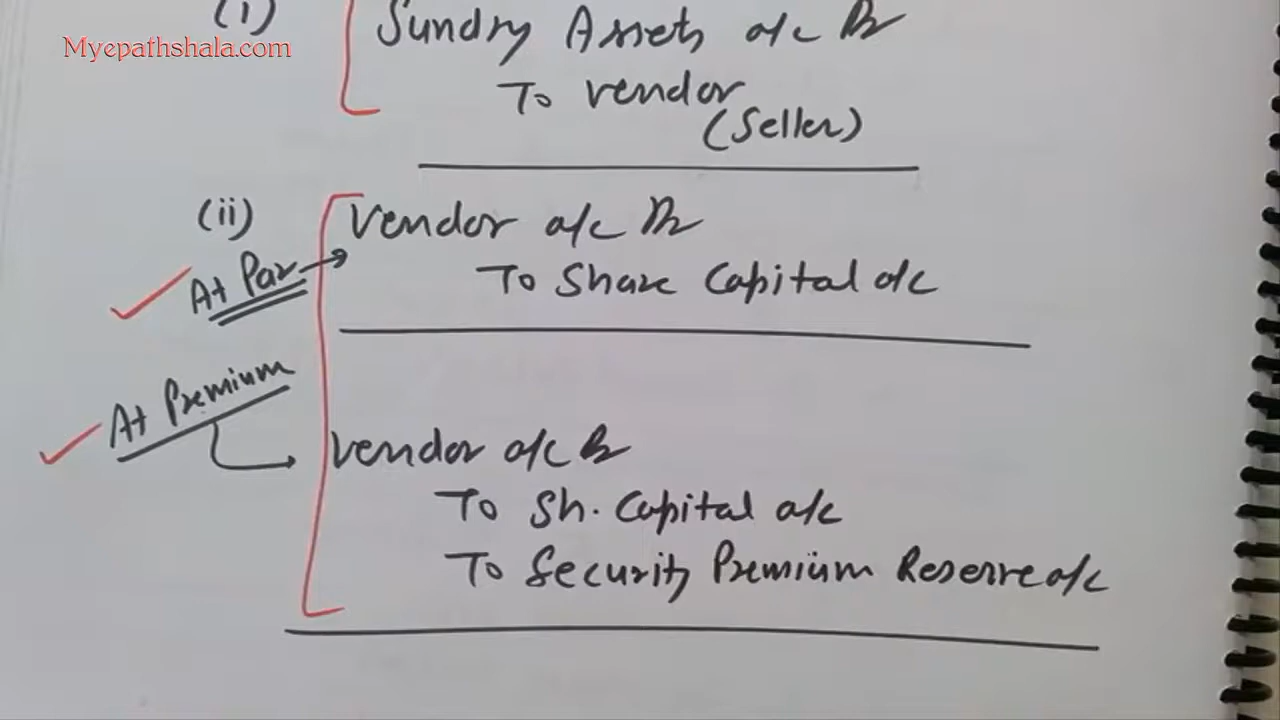 (i)
Sundry Assets a/c Dr
Myepathshala.com
To vendor
(Seller)
(ii)
Vendor a/c Dr
At Par
To Share Capital a/c
At Premium
Vendor a/c Dr
To Sh. Capital a/c
To Security Premium Reserve a/c